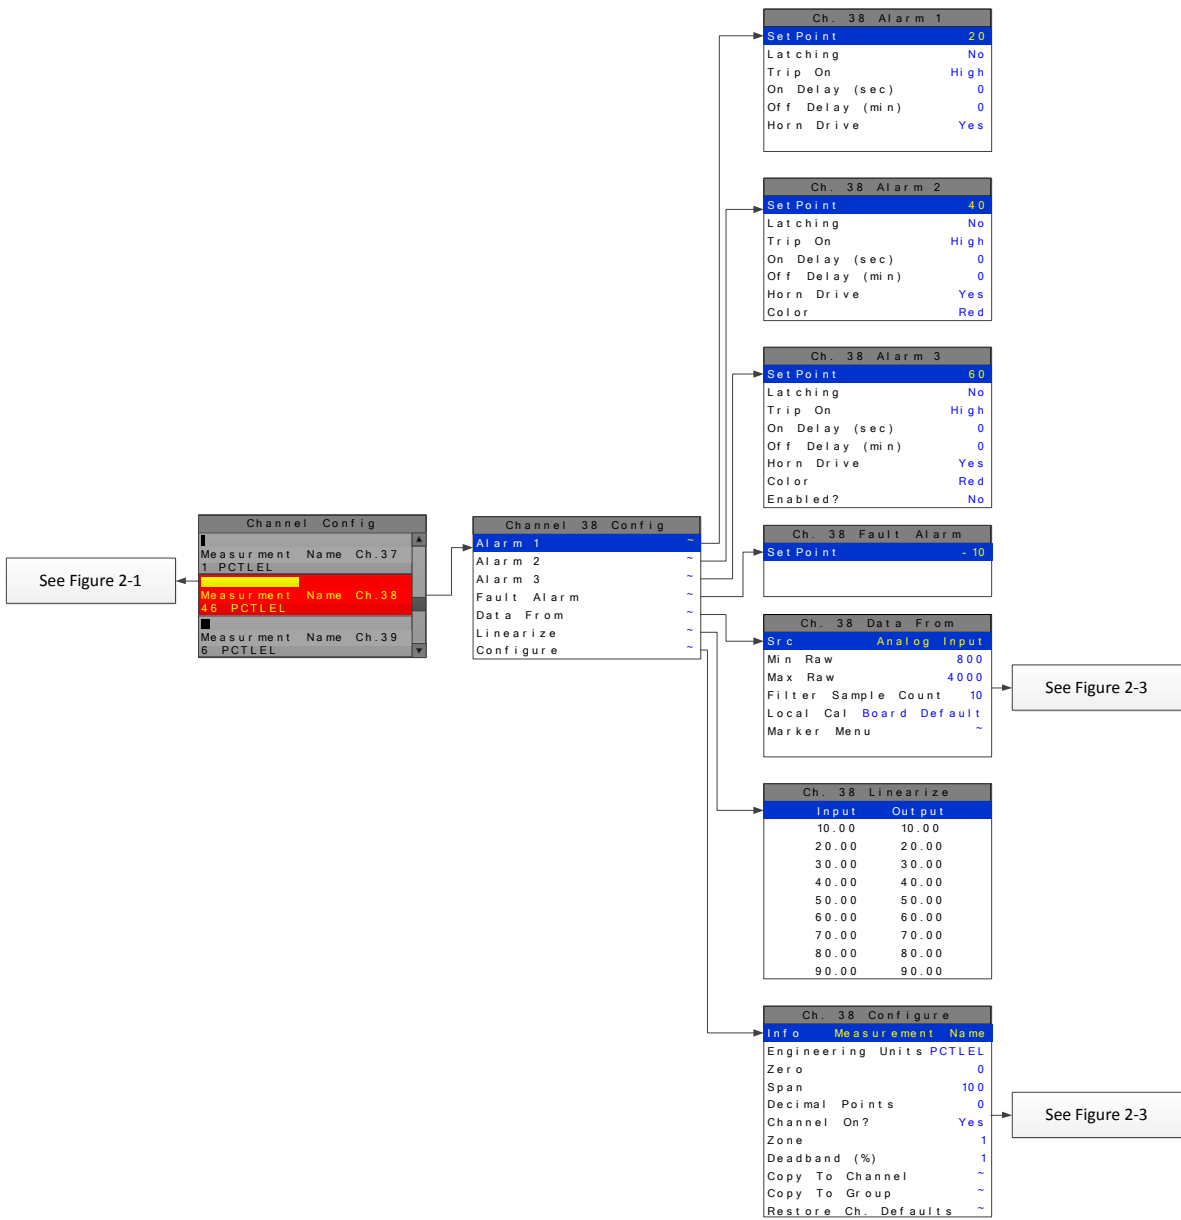 See Figure 2-1
Channel Config
Measurment Name Ch.37
1 PCTLEL
Measurment Name Ch.38
46 PCTLEL
Measurment Name Ch.39
6 PCTLEL
Channel 38 Config
Alarm 1 ~
Alarm 2 ~
Alarm 3 ~
Fault Alarm ~
Data From ~
Linearize ~
Configure ~
Ch. 38 Alarm 1
SetPoint 20
Latching No
Trip On High
On Delay (sec) 0
Off Delay (min) 0
Horn Drive Yes
Ch. 38 Alarm 2
SetPoint 40
Latching No
Trip On High
On Delay (sec) 0
Off Delay (min) 0
Horn Drive Yes
Color Red
Ch. 38 Alarm 3
SetPoint 60
Latching No
Trip On High
On Delay (sec) 0
Off Delay (min) 0
Horn Drive Yes
Color Red
Enabled? No
Ch. 38 Fault Alarm
SetPoint -10
Ch. 38 Data From
Src Analog Input
Min Raw 800
Max Raw 4000
Filter Sample Count 10
Local Cal Board Default
Marker Menu ~
See Figure 2-3
Ch. 38 Linearize
Input Output
10.00 10.00
20.00 20.00
30.00 30.00
40.00 40.00
50.00 50.00
60.00 60.00
70.00 70.00
80.00 80.00
90.00 90.00
Ch. 38 Configure
Info Measurement Name
Engineering Units PCTLEL
Zero 0
Span 100
Decimal Points 0
Channel On? Yes
Zone 1
Deadband (%) 1
Copy To Channel ~
Copy To Group ~
Restore Ch. Defaults ~
See Figure 2-3